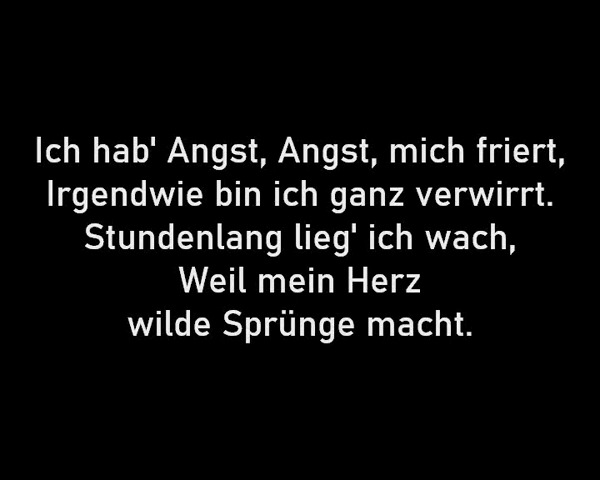 Ich hab' Angst, Angst, mich friert,
Irgendwie bin ich ganz verwirrt.
Stundenlang lieg' ich wach,
Weil mein Herz
wilde Sprünge macht.